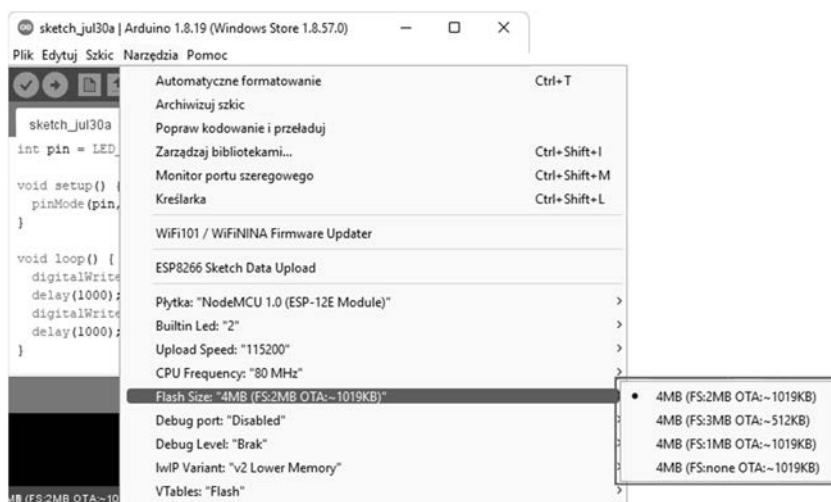 sketch_jul30a | Arduino 1.8.19 (Windows Store 1.8.57.0)
Plik Edytuj Szkic Narzędzia Pomoc
Automatyczne formatowanie Ctrl+T
Archiwizuj szkic
Popraw kodowanie i przeładuj
Zarządzaj bibliotekami... Ctrl+Shift+I
Monitor portu szeregowego Ctrl+Shift+M
Kreślarka Ctrl+Shift+L
WiFi101 / WiFiNINA Firmware Updater
ESP8266 Sketch Data Upload
Płytka: "NodeMCU 1.0 (ESP-12E Module)"
Builtin Led: "2"
Upload Speed: "115200"
CPU Frequency: "80 MHz"
Flash Size: "4MB (FS:2MB OTA:~1019KB)"
Debug port: "Disabled"
Debug Level: "Brak"
IwIP Variant: "v2 Lower Memory"
VTables: "Flash"
4MB (FS:2MB OTA:~1019KB)
4MB (FS:3MB OTA:~512KB)
4MB (FS:1MB OTA:~1019KB)
4MB (FS:none OTA:~1019KB)
sketch_jul30a
int pin = LED_
void setup() {
pinMode(pin,
}
void loop() {
digitalWrite
delay(1000);
digitalWrite
delay(1000);
}
MB (FS:2MB OTA:~10